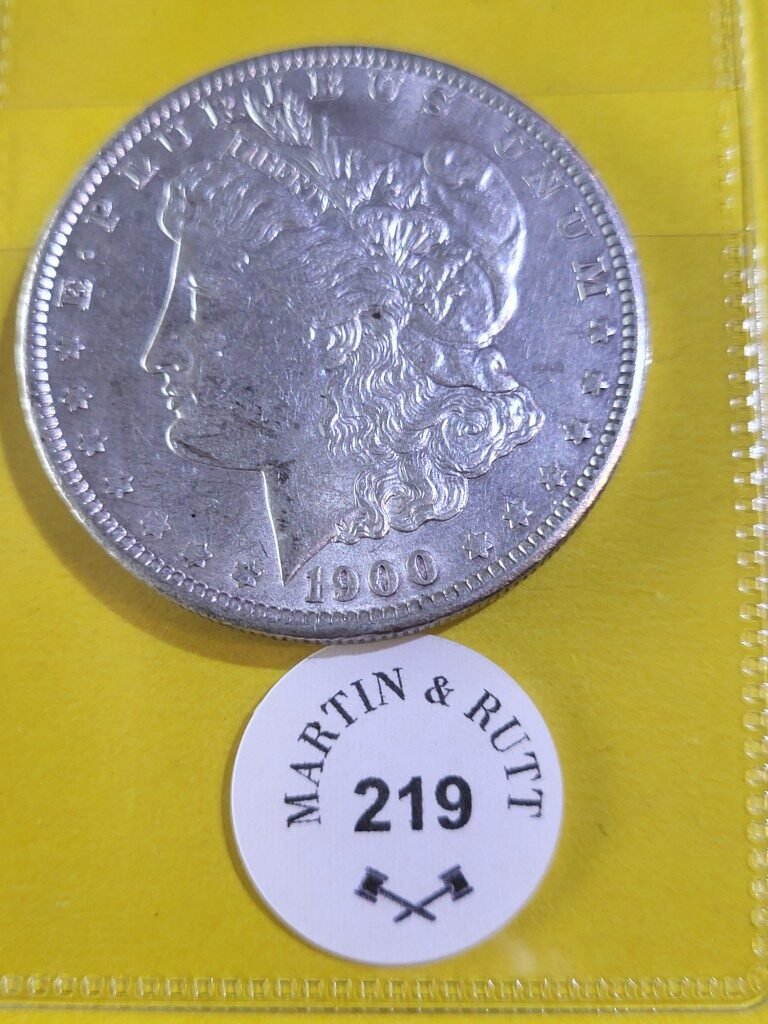 E·PLURIBUS·UNUM
LIBERTY
1900
MARTIN & RUTT
219